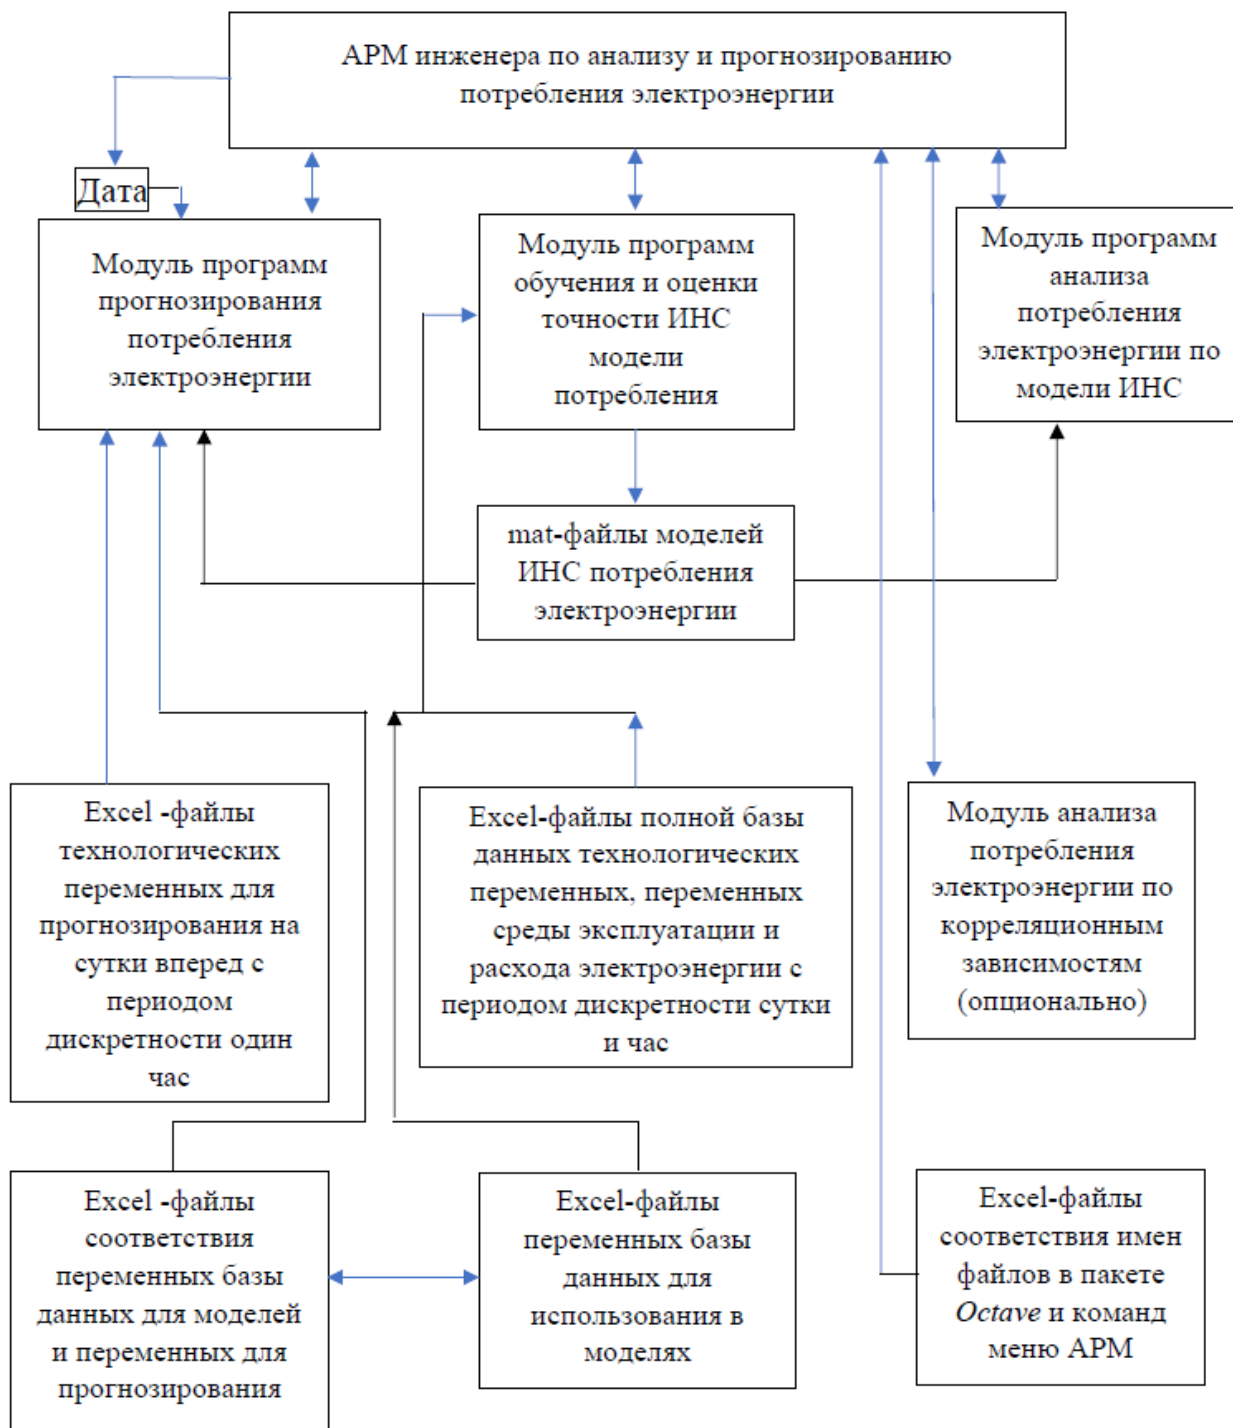 АРМ инженера по анализу и прогнозированию
потребления электроэнергии
Дата
Модуль программ
прогнозирования
потребления
электроэнергии
Модуль программ
обучения и оценки
точности ИНС
модели
потребления
Модуль программ
анализа
потребления
электроэнергии по
модели ИНС
mat-файлы моделей
ИНС потребления
электроэнергии
Excel -файлы
технологических
переменных для
прогнозирования на
сутки вперед с
периодом
дискретности один
час
Excel-файлы полной базы
данных технологических
переменных, переменных
среды эксплуатации и
расхода электроэнергии с
периодом дискретности сутки
и час
Модуль анализа
потребления
электроэнергии по
корреляционным
зависимостям
(опционально)
Excel -файлы
соответствия
переменных базы
данных для моделей
и переменных для
прогнозирования
Excel-файлы
переменных базы
данных для
использования в
моделях
Excel-файлы
соответствия имен
файлов в пакете
Octave и команд
меню АРМ